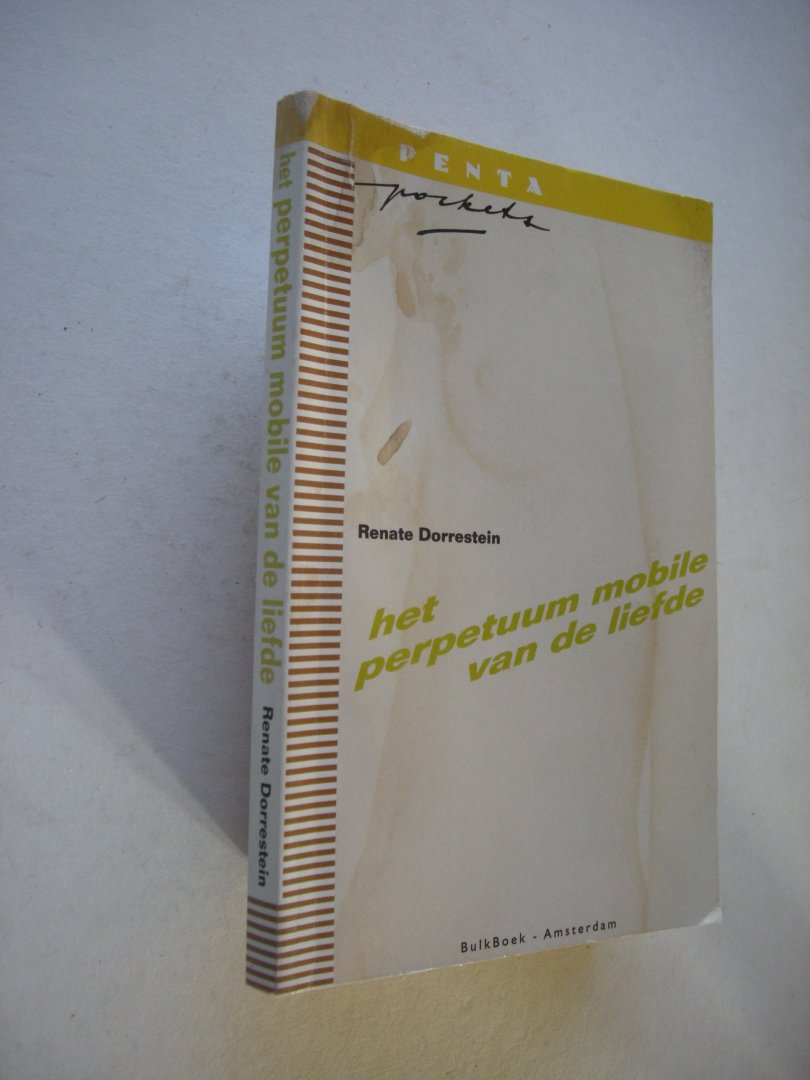 het perpetuum mobile van de liefde Renate Dorrestein
PENTA
pockets
Renate Dorrestein
het
perpetuum mobile
van de liefde
BulkBoek - Amsterdam